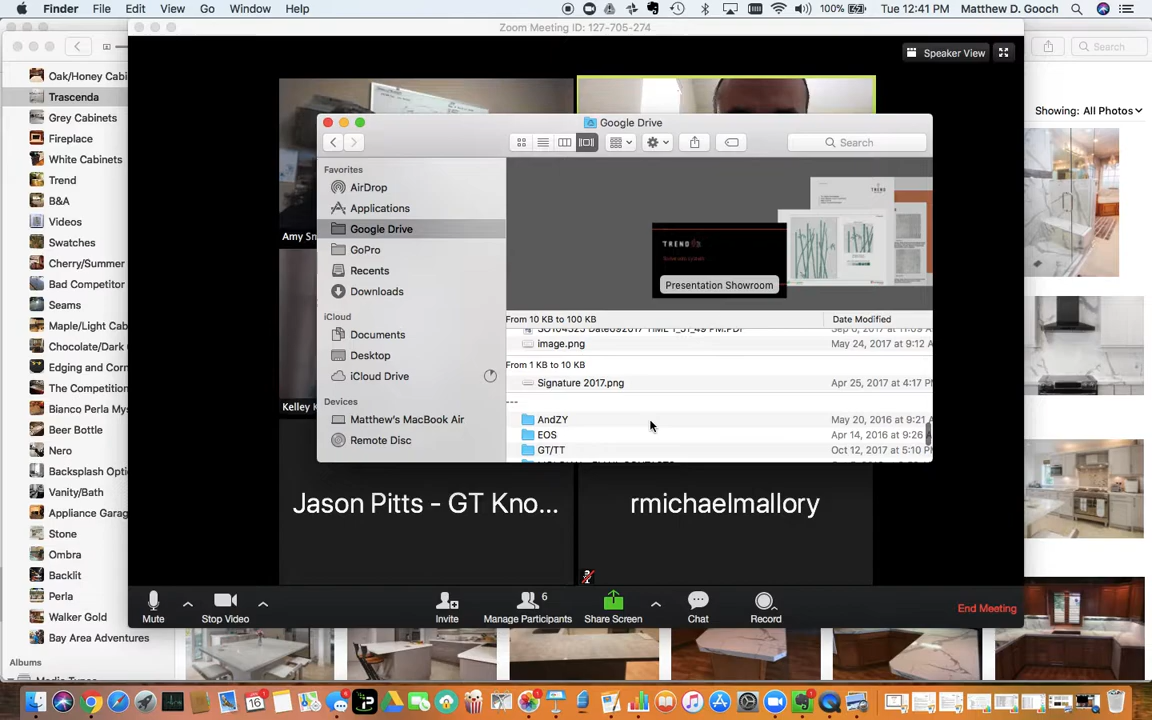 Finder File Edit View Go Window Help
100% Tue 12:41 PM Matthew D. Gooch
Zoom Meeting ID: 127-705-274
Search
Speaker View
Showing: All Photos
Oak/Honey Cabi
Trascenda
Grey Cabinets
Fireplace
White Cabinets
Trend
B&A
Videos
Swatches
Cherry/Summer
Bad Competitor
Seams
Maple/Light Cab
Chocolate/Dark
Edging and Corn
The Competition
Bianco Perla Mys
Beer Bottle
Nero
Backsplash Optio
Vanity/Bath
Appliance Garag
Stone
Ombra
Backlit
Perla
Walker Gold
Bay Area Adventures
Albums
Media Types
Google Drive
Search
Favorites
AirDrop
Applications
Google Drive
GoPro
Recents
Downloads
iCloud
Documents
Desktop
iCloud Drive
Devices
Matthew's MacBook Air
Remote Disc
TREND
TREND
Presentation Showroom
From 10 KB to 100 KB Date Modified
image.png May 24, 2017 at 9:12 A
From 1 KB to 10 KB
Signature 2017.png Apr 25, 2017 at 4:17 P
---
AndZY May 20, 2016 at 9:21 A
EOS Apr 14, 2016 at 9:26
GT/TT Oct 12, 2017 at 5:10 P
Amy Sm
Kelley K
Jason Pitts - GT Kno...
rmichaelmallory
Mute
Stop Video
Invite
6
Manage Participants
Share Screen
Chat
Record
End Meeting
16